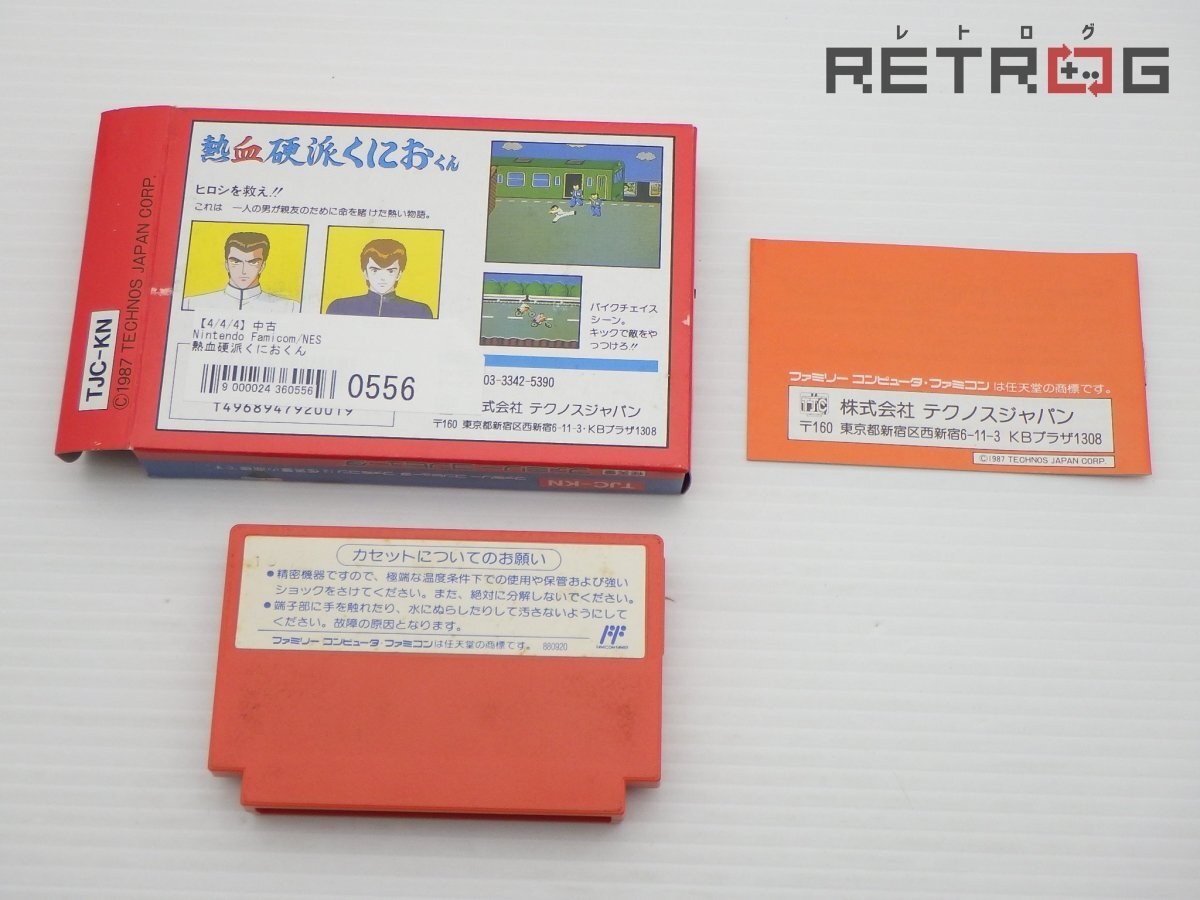 レトログ
RETROG
熱血硬派くにおくん
ヒロシを救え!!
これは 一人の男が親友のために命を賭けた熱い物語。
バイクチェイス
シーン。
キックで敵をや
っつけろ!!
【4/4/4】中古
Nintendo Famicom/NES
熱血硬派くにおくん
9 000024 360556
0556
T4968947920019
03-3342-5390
式会社 テクノスジャパン
〒160 東京都新宿区西新宿6-11-3・KBプラザ1308
TJC-KN
©1987 TECHNOS JAPAN CORP.
TJC-KN
ファミリー コンピュータ・ファミコン は任天堂の商標です。
TJC 株式会社 テクノスジャパン
〒160 東京都新宿区西新宿6-11-3 KBプラザ1308
©1987 TECHNOS JAPAN CORP.
カセットについてのお願い
●精密機器ですので、極端な温度条件下での使用や保管および強い
ショックをさけてください。また、絶対に分解しないでください。
●端子部に手を触れたり、水にぬらしたりして汚さないようにして
ください。故障の原因となります。
ファミリー コンピュータ・ファミコンは任天堂の商標です。 880920
FF